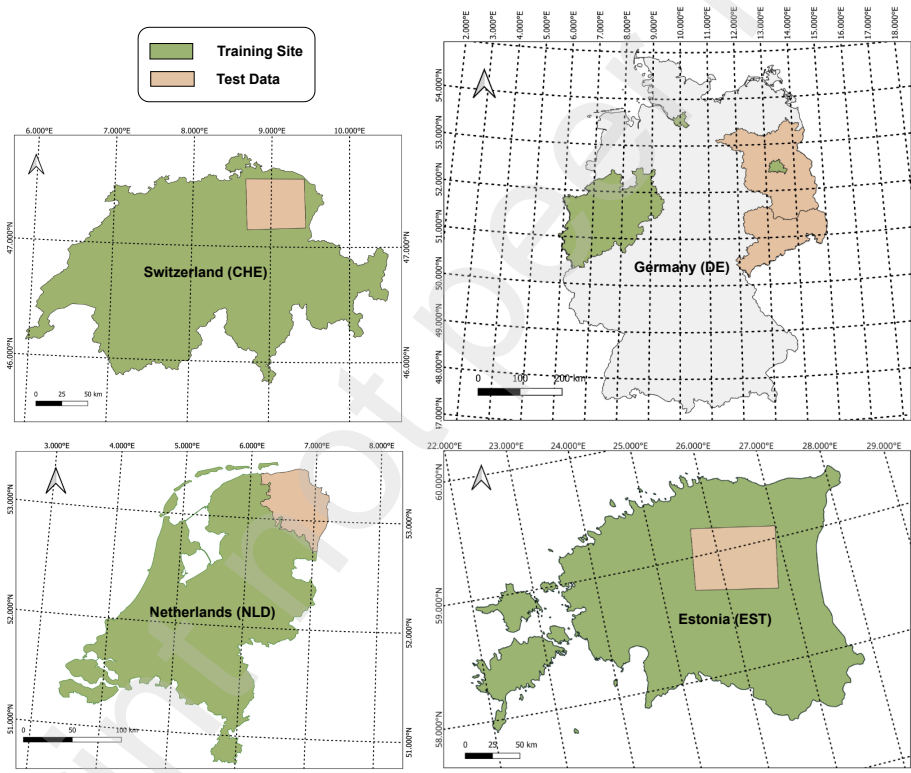 Training Site
Test Data
6.000°E 7.000°E 8.000°E 9.000°E 10.000°E
47.000°N
47.000°N
46.000°N
46.000°N
Switzerland (CHE)
0 25 50 km
2.000°E 3.000°E 4.000°E 5.000°E 6.000°E 7.000°E 8.000°E 9.000°E 10.000°E 11.000°E 12.000°E 13.000°E 14.000°E 15.000°E 16.000°E 17.000°E 18.000°E
54.000°N
53.000°N
52.000°N
51.000°N
50.000°N
49.000°N
48.000°N
Germany (DE)
0 100 200 km
3.000°E 4.000°E 5.000°E 6.000°E 7.000°E 8.000°E
53.000°N
53.000°N
52.000°N
52.000°N
51.000°N
51.000°N
Netherlands (NLD)
0 50 100 km
22.000°E 23.000°E 24.000°E 25.000°E 26.000°E 27.000°E 28.000°E 29.000°E
60.000°N
59.000°N
58.000°N
Estonia (EST)
0 25 50 km
not peer